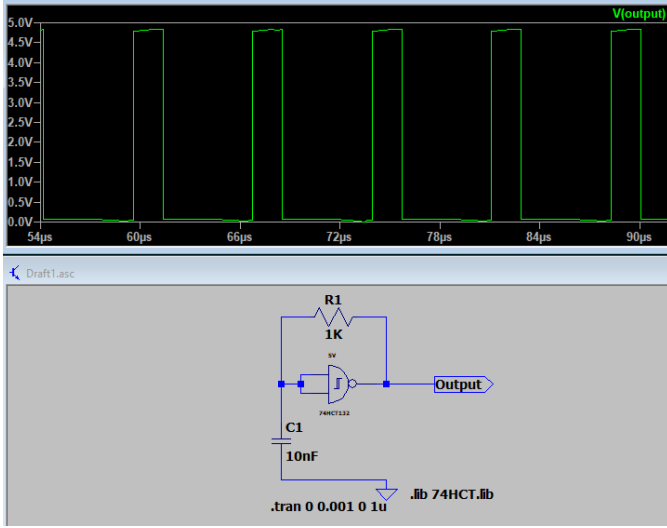 V(output)
5.0V
4.5V
4.0V
3.5V
3.0V
2.5V
2.0V
1.5V
1.0V
0.5V
0.0V
54µs 60µs 66µs 72µs 78µs 84µs 90µs
Draft1.asc
R1
1K
5V
Output
74HCT132
C1
10nF
.lib 74HCT.lib
.tran 0 0.001 0 1u